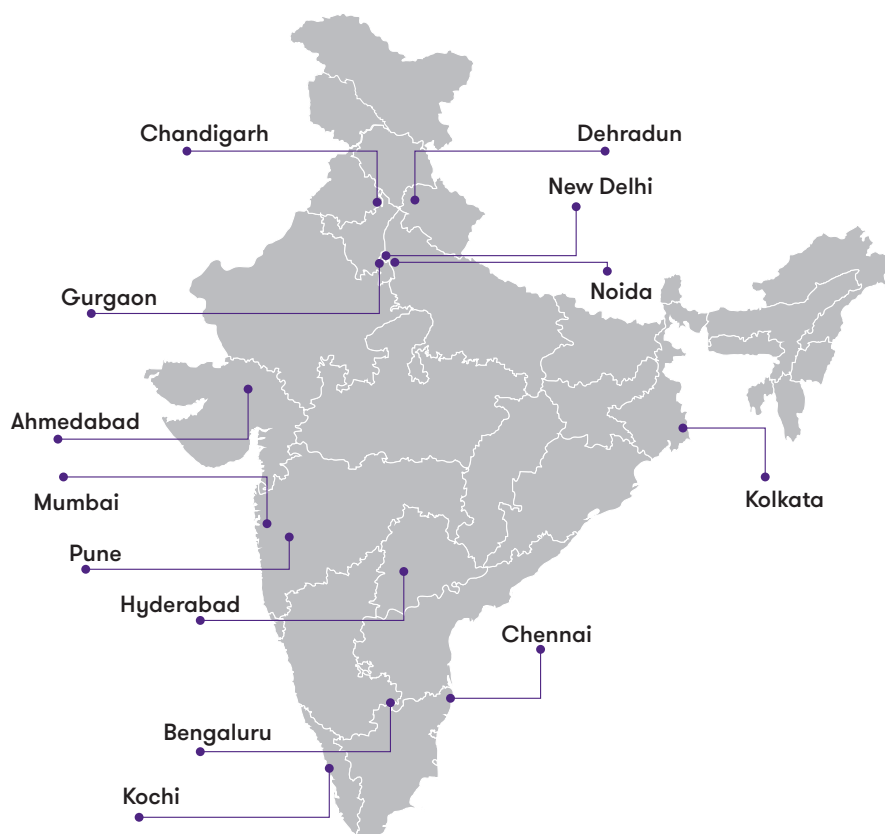 Chandigarh
Dehradun
New Delhi
Gurgaon
Noida
Ahmedabad
Mumbai
Kolkata
Pune
Hyderabad
Chennai
Bengaluru
Kochi